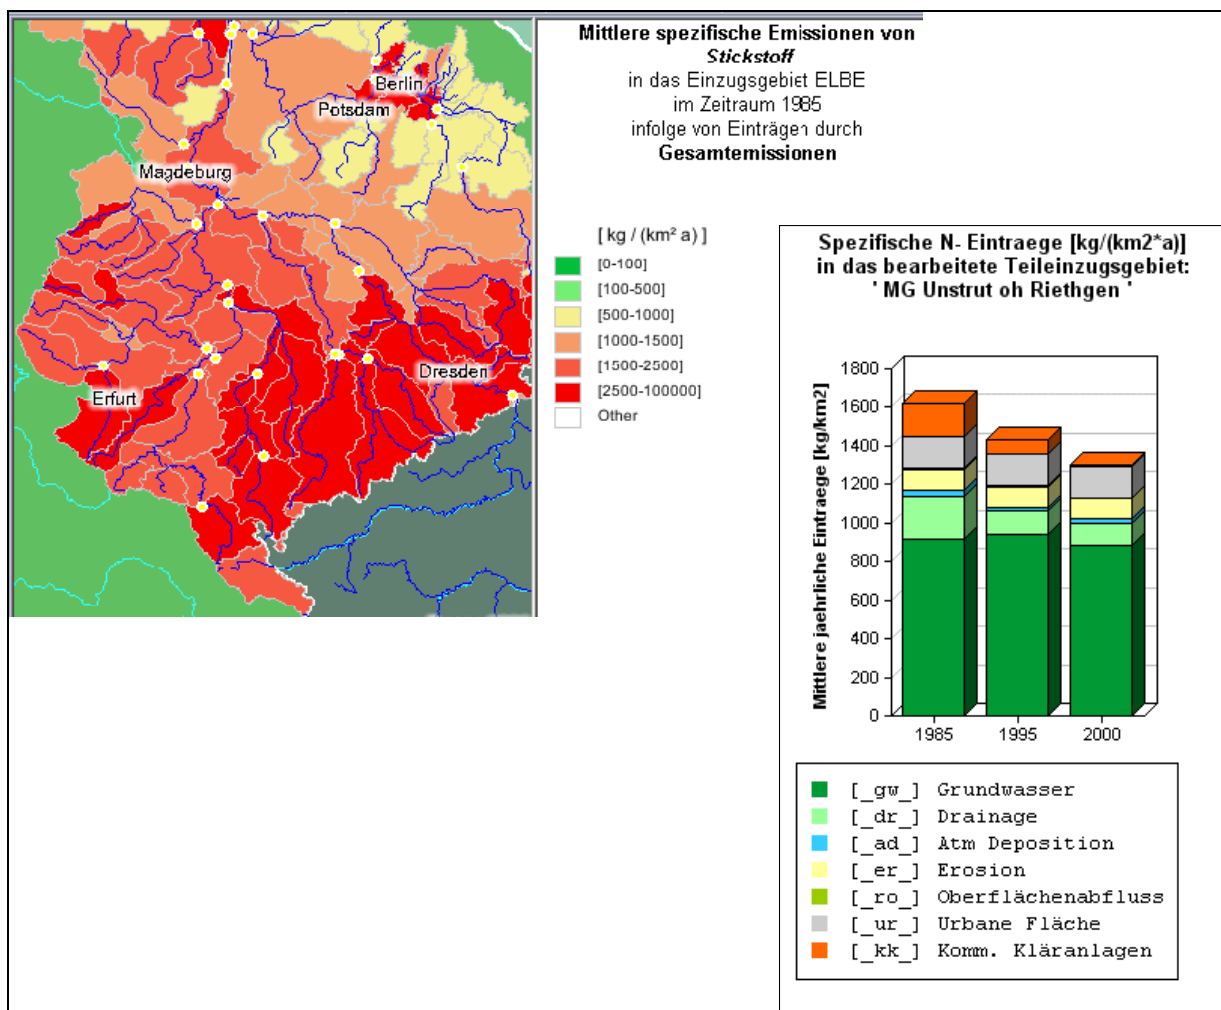 Mittlere spezifische Emissionen von
Stickstoff
in das Einzugsgebiet ELBE
im Zeitraum 1985
infolge von Einträgen durch
Gesamtemissionen
Berlin
Potsdam
Magdeburg
Dresden
Erfurt
[ kg / (km² a) ]
[0-100]
[100-500]
[500-1000]
[1000-1500]
[1500-2500]
[2500-100000]
Other
Spezifische N- Eintraege [kg/(km2*a)]
in das bearbeitete Teileinzugsgebiet:
' MG Unstrut oh Riethgen '
Mittlere jaehrliche Eintraege [kg/km2]
1800
1600
1400
1200
1000
800
600
400
200
0
1985 1995 2000
[_gw_] Grundwasser
[_dr_] Drainage
[_ad_] Atm Deposition
[_er_] Erosion
[_ro_] Oberflächenabfluss
[_ur_] Urbane Fläche
[_kk_] Komm. Kläranlagen